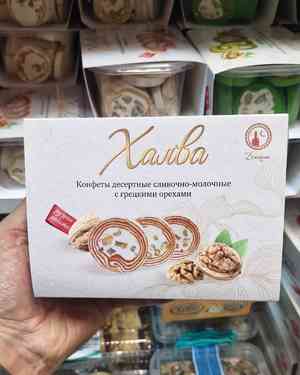 Халва
Конфеты десертные сливочно-молочные
с грецкими орехами